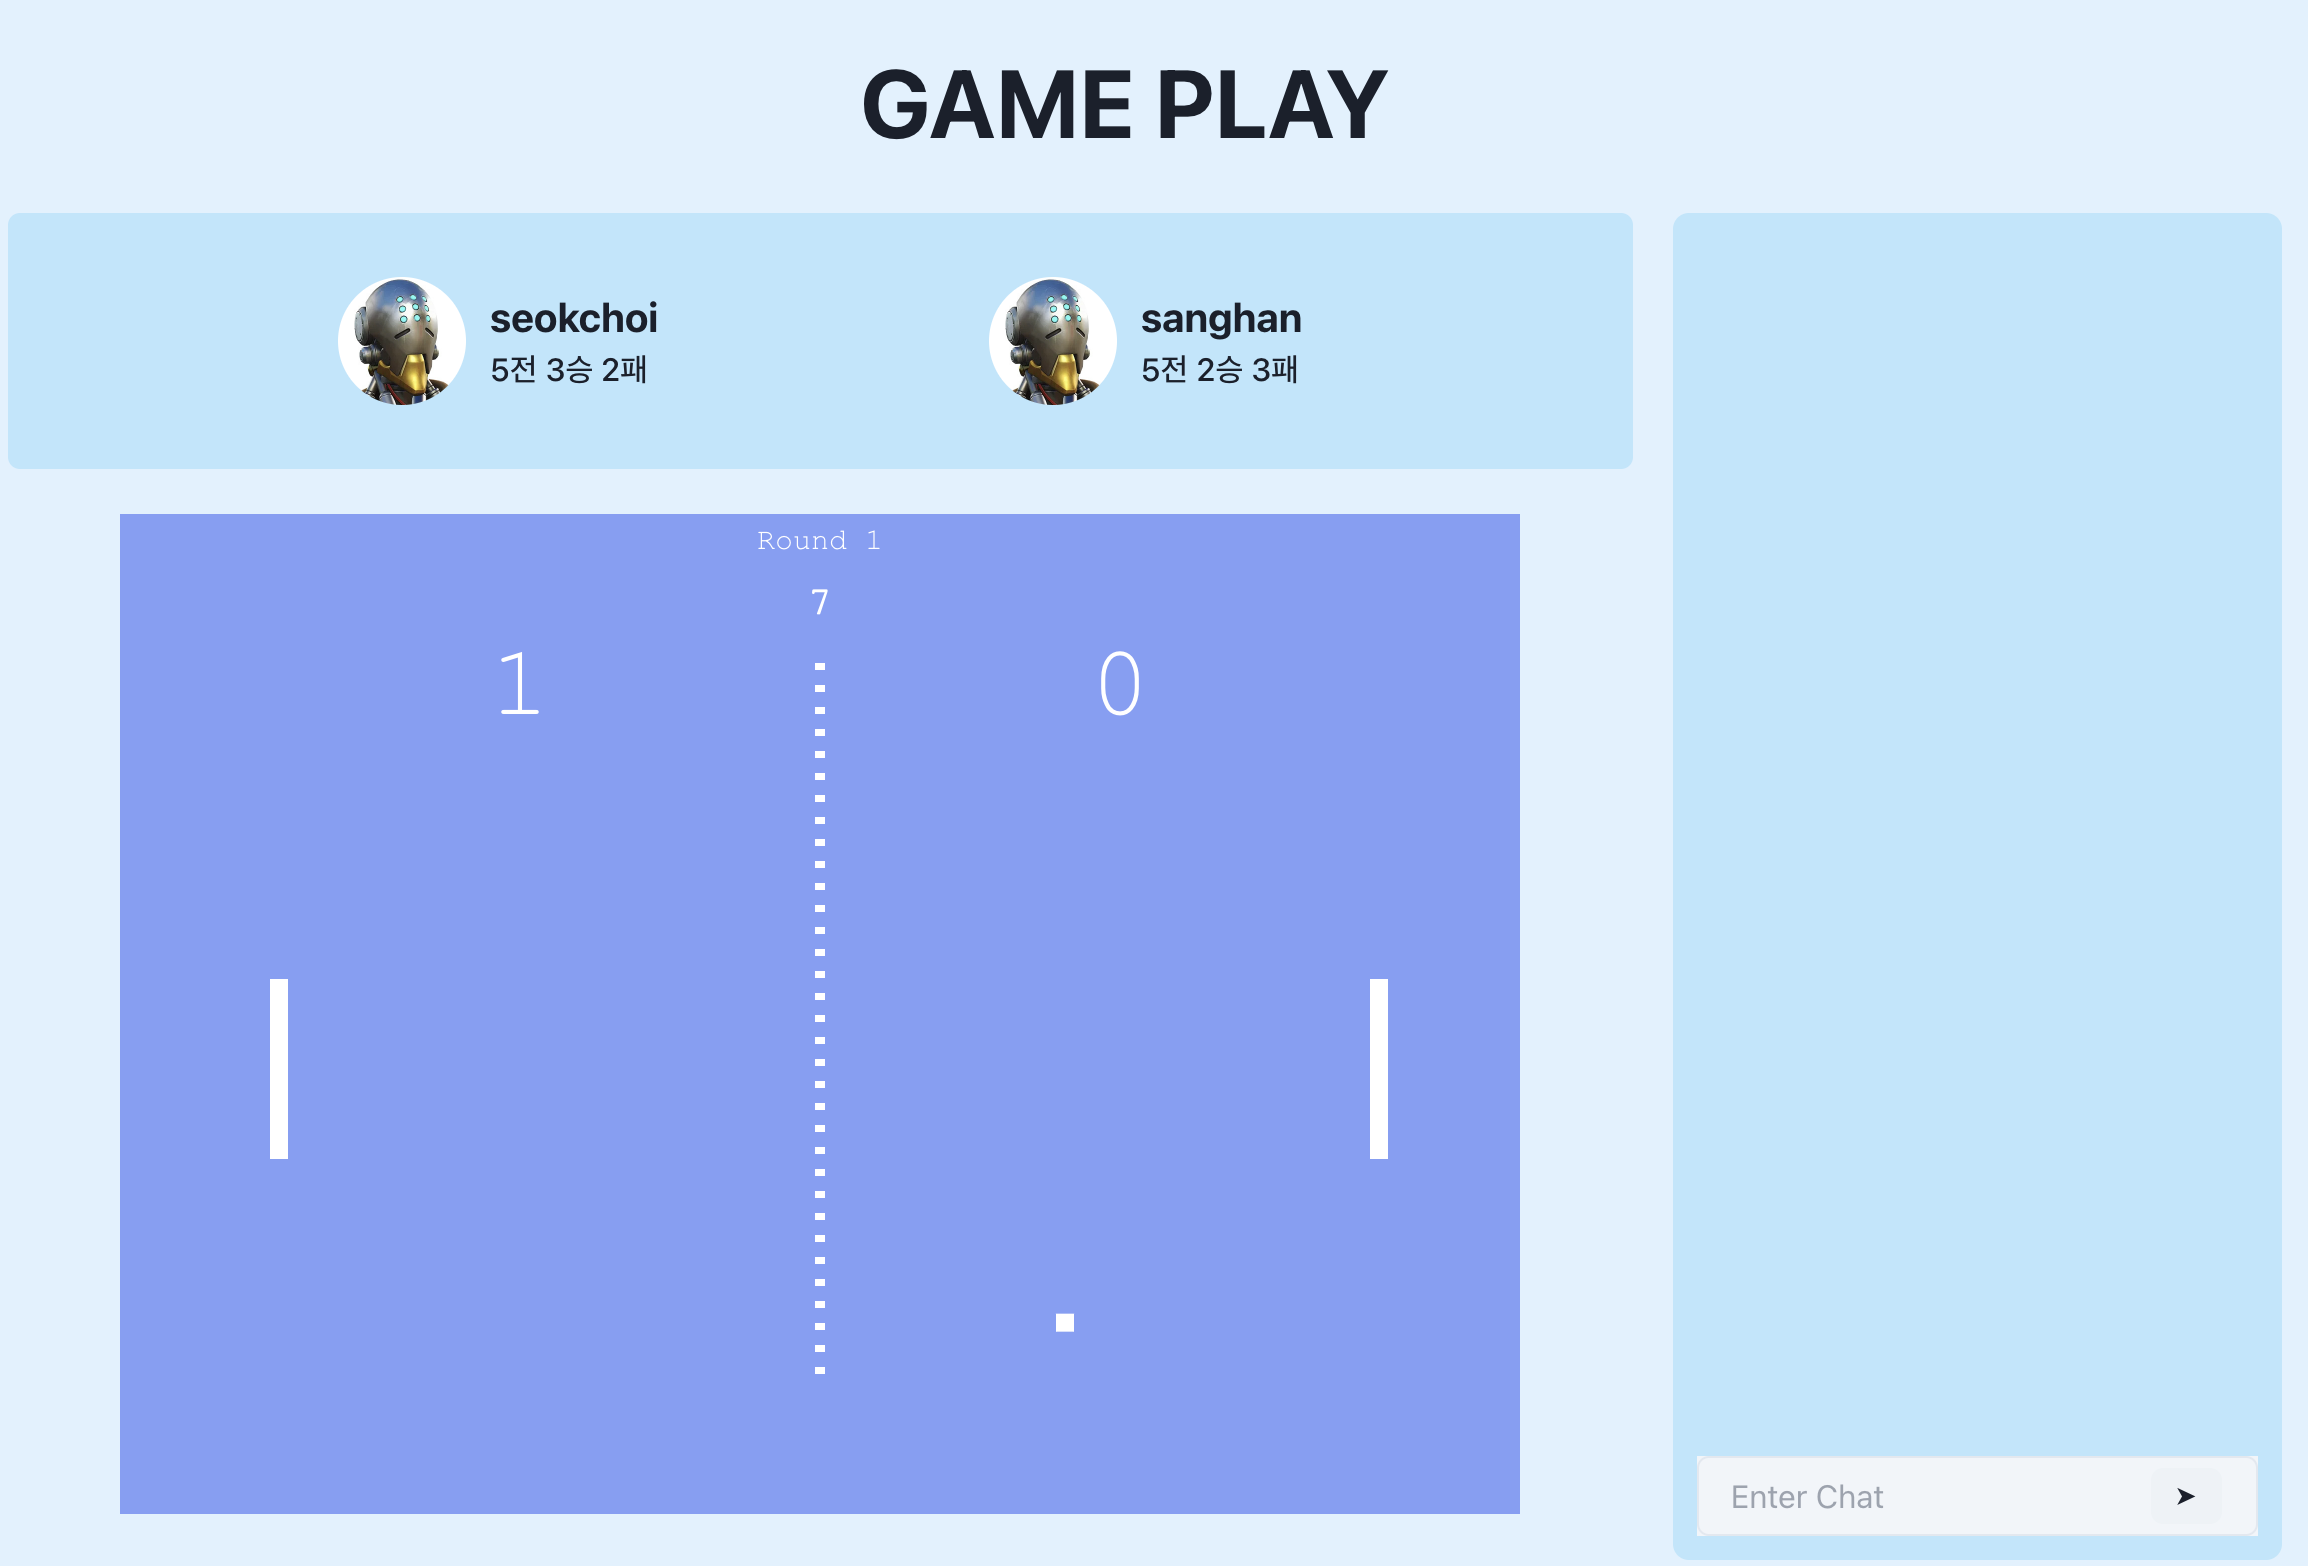 GAME PLAY
seokchoi
5전 3승 2패
sanghan
5전 2승 3패
Round 1
7
1
0
Enter Chat